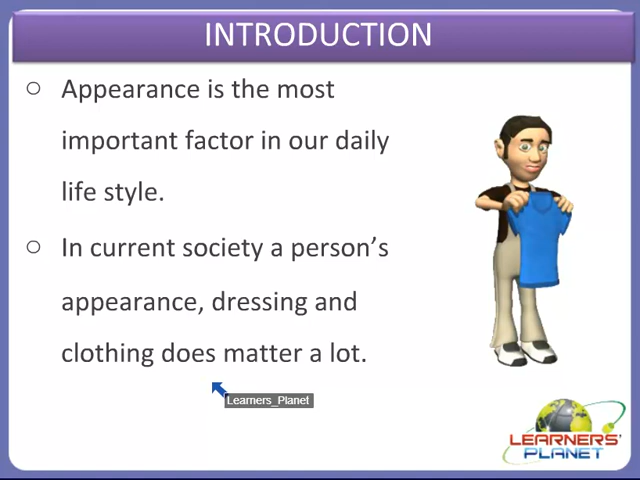 INTRODUCTION
Appearance is the most
important factor in our daily
life style.
In current society a person's
appearance, dressing and
clothing does matter a lot.
Learners_Planet
LEARNERS'
PLANET